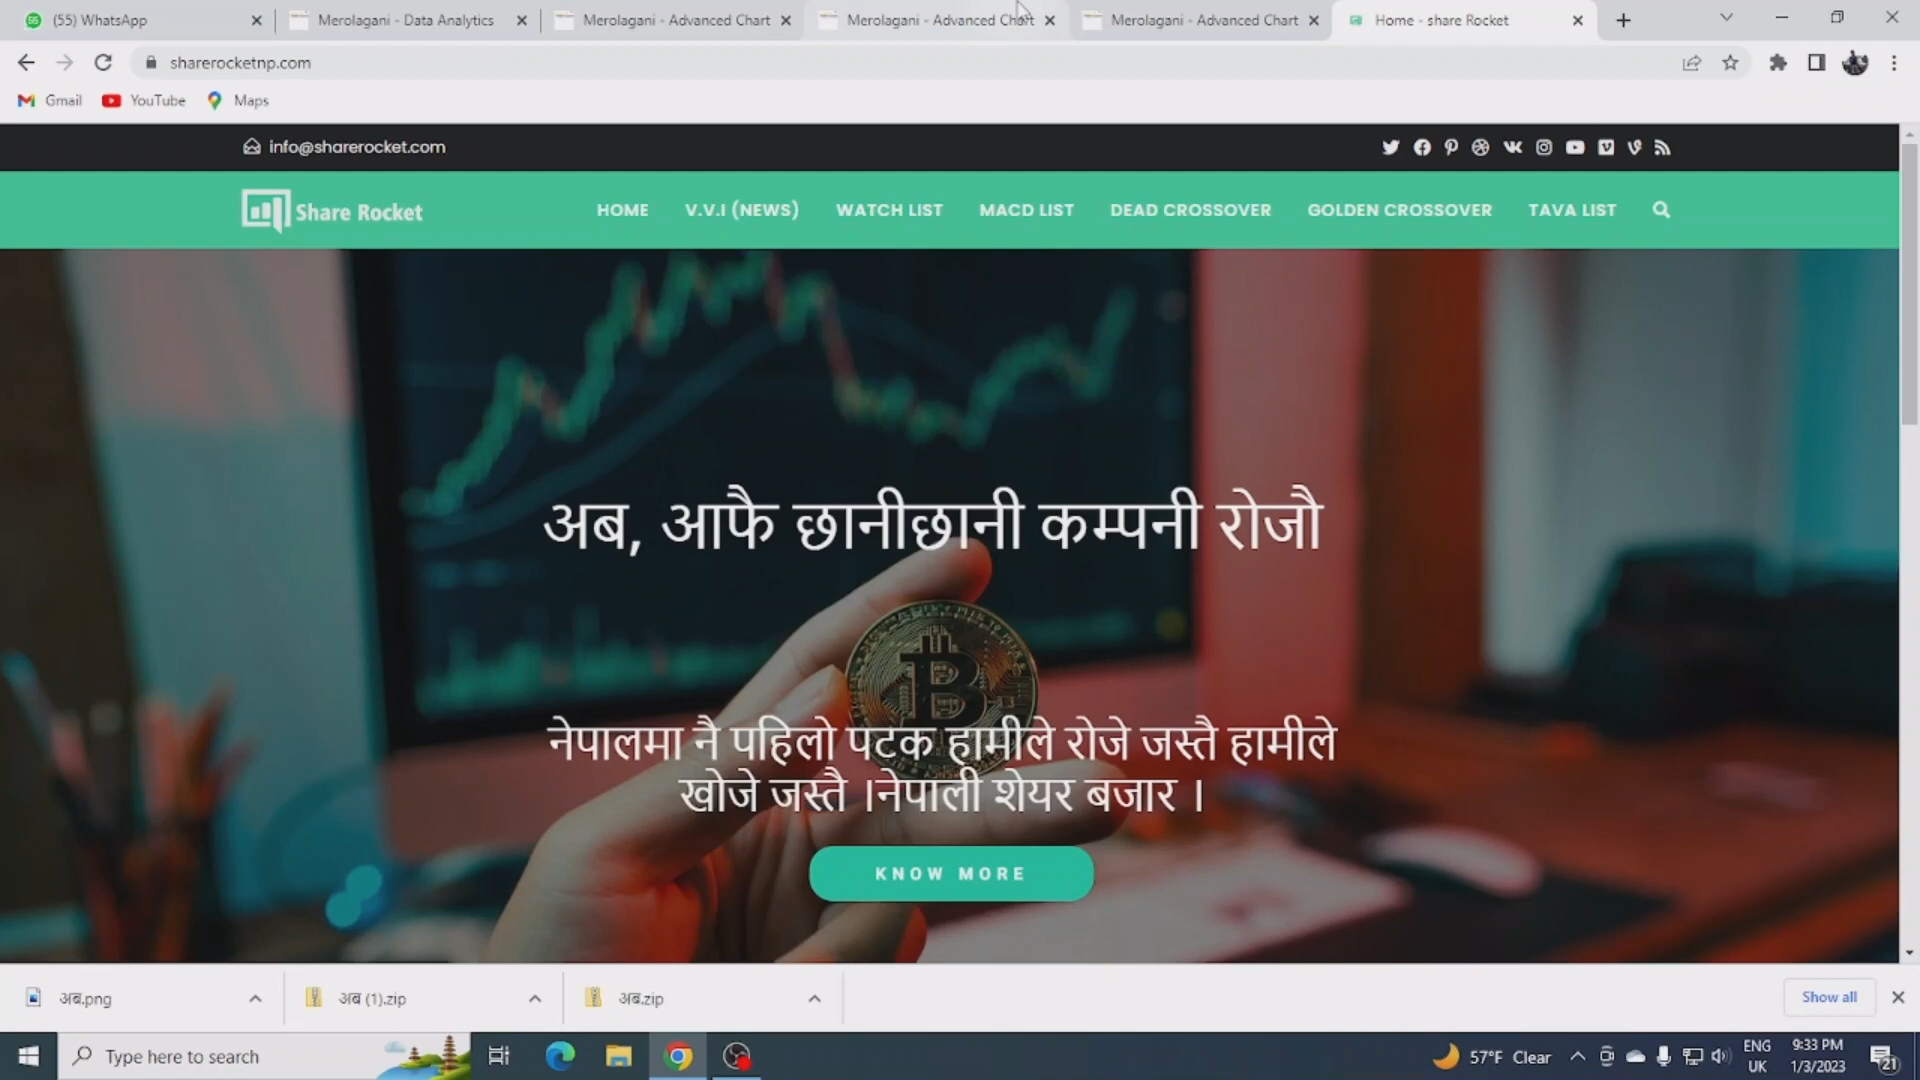 (55) WhatsApp
Merolagani - Data Analytics
Merolagani - Advanced Chart
Merolagani - Advanced Chart
Merolagani - Advanced Chart
Home - share Rocket
sharerocketnp.com
Gmail
YouTube
Maps
info@sharerocket.com
Share Rocket
HOME
V.V.I (NEWS)
WATCH LIST
MACD LIST
DEAD CROSSOVER
GOLDEN CROSSOVER
TAVA LIST
अब, आफै छानीछानी कम्पनी रोजौ
नेपालमा नै पहिलो पटक हामीले रोजे जस्तै हामीले
खोजे जस्तै ।नेपाली शेयर बजार ।
KNOW MORE
अब.png
अब (1).zip
अब.zip
Show all
Type here to search
57°F Clear
ENG
UK
9:33 PM
1/3/2023
21